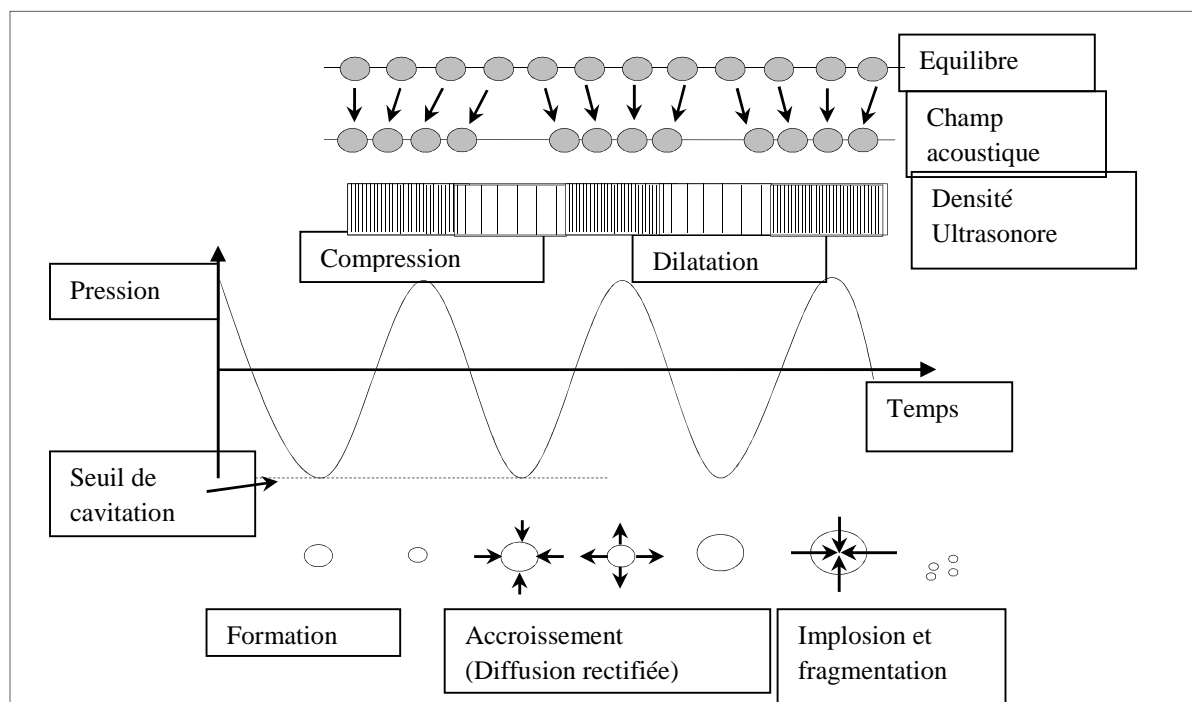 Equilibre
Champ
acoustique
Densité
Ultrasonore
Compression
Dilatation
Pression
Temps
Seuil de
cavitation
Formation
Accroissement
(Diffusion rectifiée)
Implosion et
fragmentation